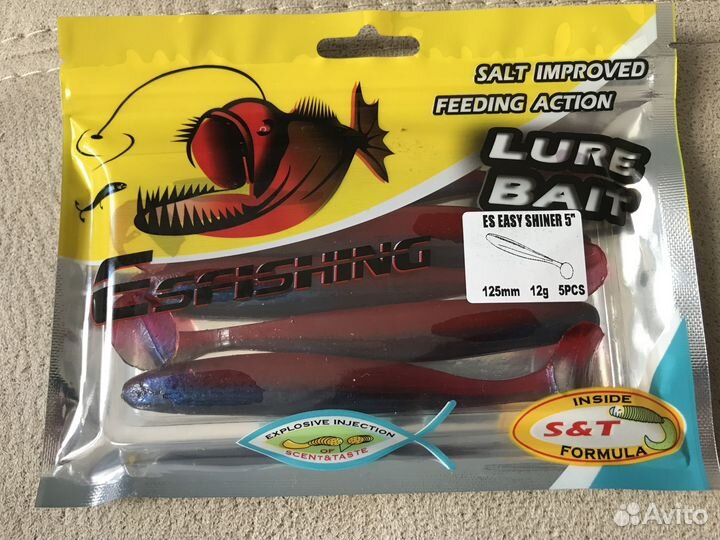 SALT IMPROVED
FEEDING ACTION
LURE
BAIT
ESFISHING
ES EASY SHINER 5"
125mm 12g 5PCS
EXPLOSIVE INJECTION
OF
SCENT&TASTE
INSIDE
S&T
FORMULA
Avito